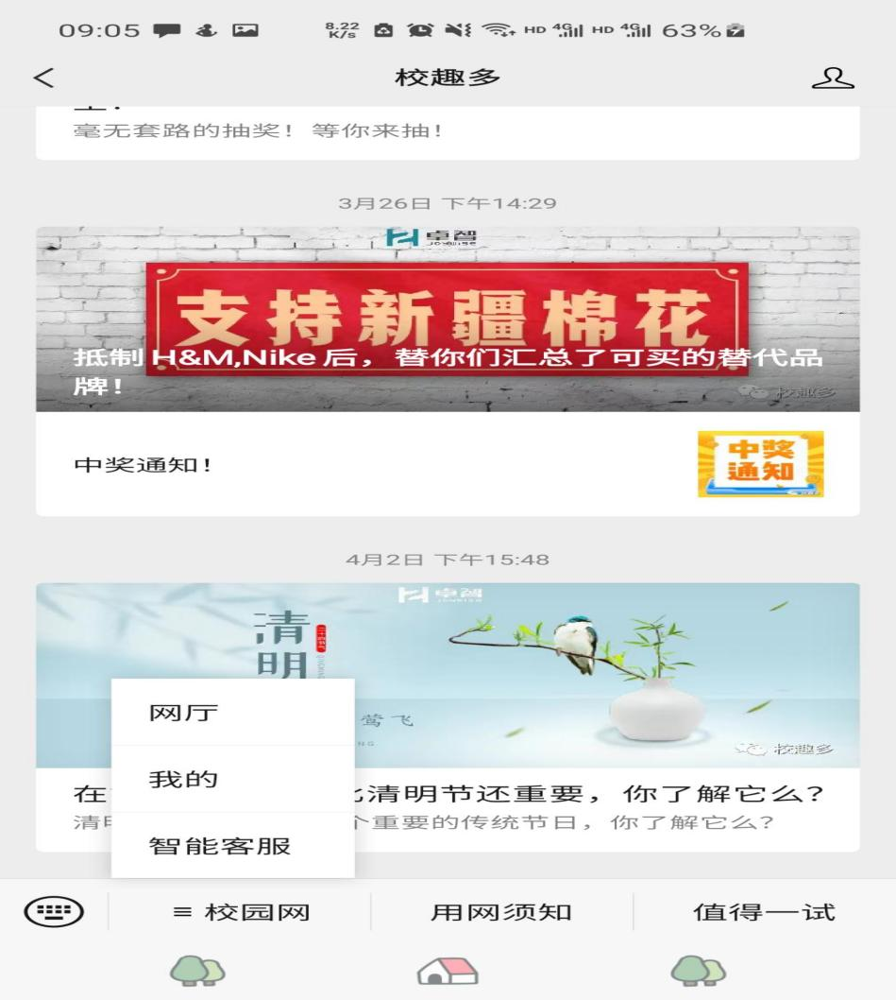 09:05
8.22 K/s
HD 4G HD 4G 63%
校趣多
毫无套路的抽奖！等你来抽！
3月26日 下午14:29
卓智
JOYWISE
支持新疆棉花
抵制 H&M,Nike 后，替你们汇总了可买的替代品
牌！
校趣多
中奖通知！
中奖
通知
4月2日 下午15:48
卓智
JOYWISE
清
明
莺飞
校趣多
网厅
我的
智能客服
在
清明节还重要，你了解它么？
清明
个重要的传统节日，你了解它么？
≡ 校园网
用网须知
值得一试